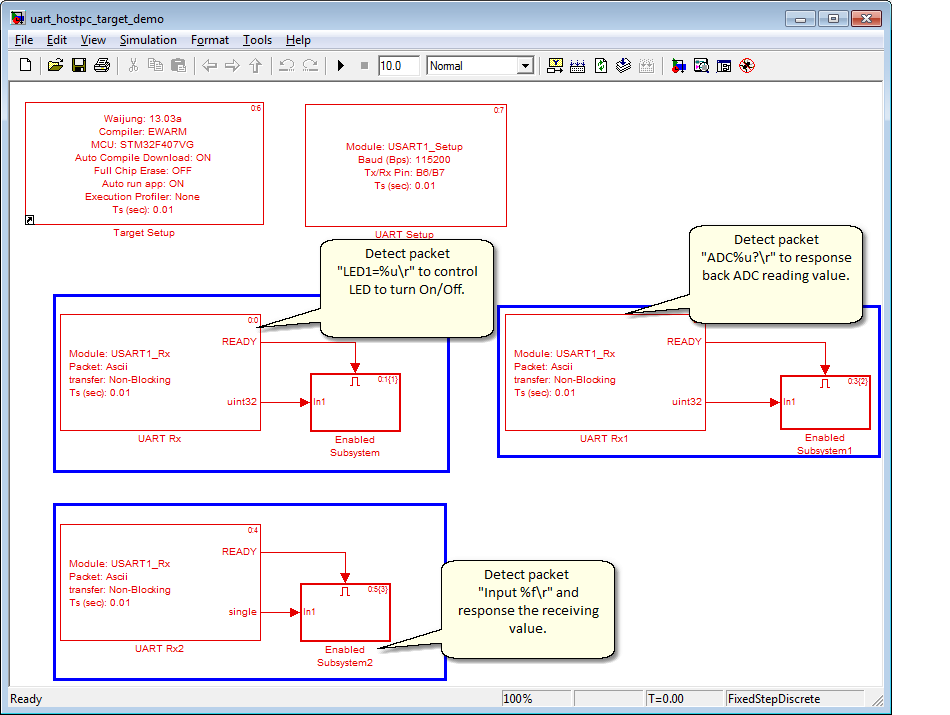 uart_hostpc_target_demo
File Edit View Simulation Format Tools Help
10.0 Normal
0:6
Waijung: 13.03a
Compiler: EWARM
MCU: STM32F407VG
Auto Compile Download: ON
Full Chip Erase: OFF
Auto run app: ON
Execution Profiler: None
Ts (sec): 0.01
Target Setup
0:7
Module: USART1_Setup
Baud (Bps): 115200
Tx/Rx Pin: B6/B7
Ts (sec): 0.01
UART Setup
Detect packet
"LED1=%u\r" to control
LED to turn On/Off.
Detect packet
"ADC%u?\r" to response
back ADC reading value.
0:0
READY
Module: USART1_Rx
Packet: Ascii
transfer: Non-Blocking
Ts (sec): 0.01
uint32
UART Rx
0:1{1}
In1
Enabled
Subsystem
READY
Module: USART1_Rx
Packet: Ascii
transfer: Non-Blocking
Ts (sec): 0.01
uint32
UART Rx1
0:3{2}
In1
Enabled
Subsystem1
0:4
READY
Module: USART1_Rx
Packet: Ascii
transfer: Non-Blocking
Ts (sec): 0.01
single
UART Rx2
0:5{3}
In1
Enabled
Subsystem2
Detect packet
"Input %f\r" and
response the receiving
value.
Ready 100% T=0.00 FixedStepDiscrete